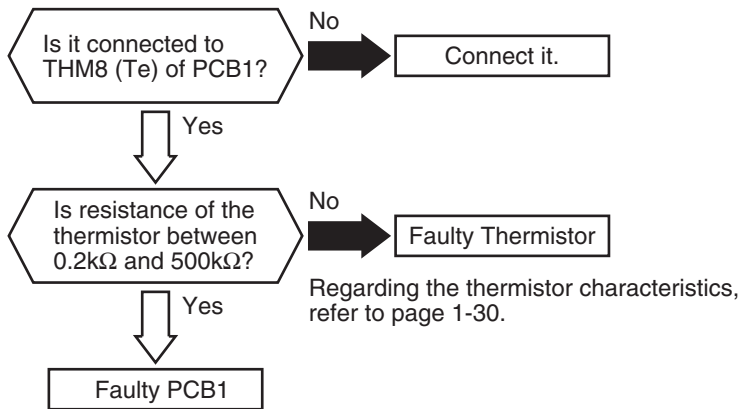 Is it connected to
THM8 (Te) of PCB1?
No
Connect it.
Yes
Is resistance of the
thermistor between
0.2kΩ and 500kΩ?
No
Faulty Thermistor
Regarding the thermistor characteristics,
refer to page 1-30.
Yes
Faulty PCB1